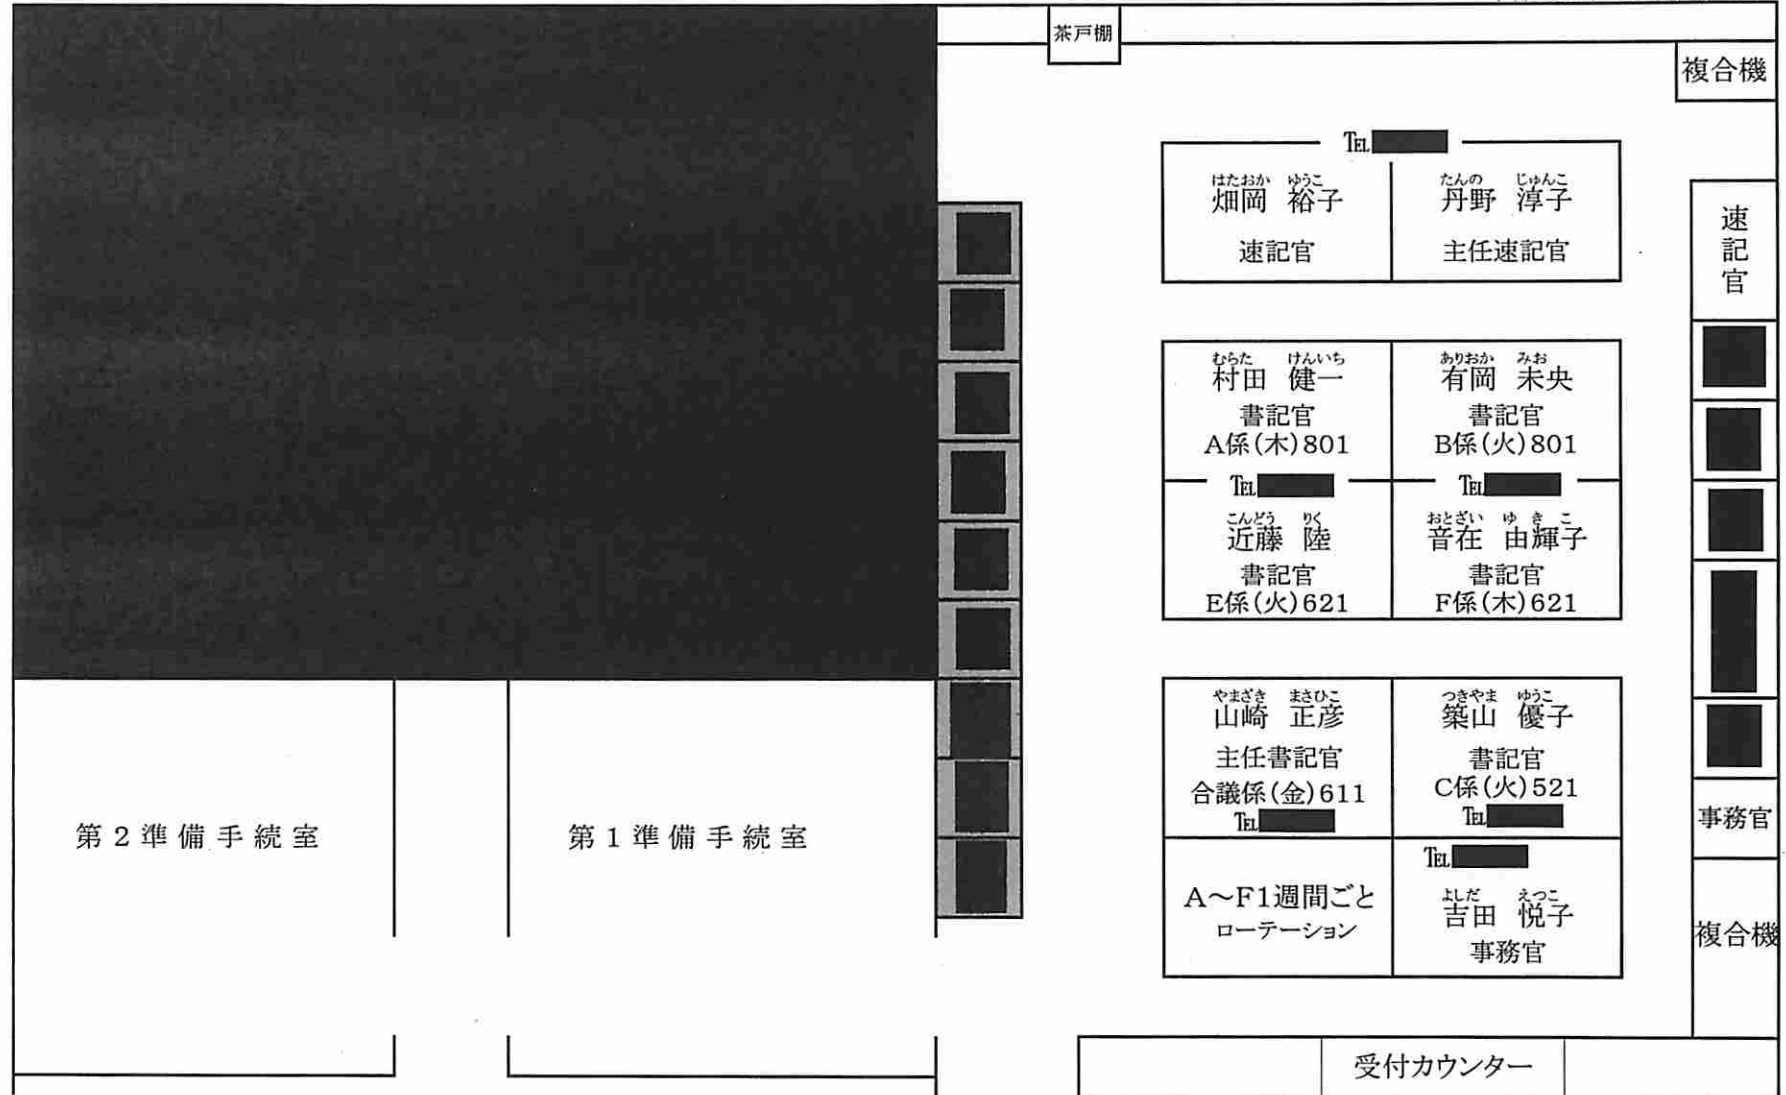 茶戸棚
複合機
TEL
はたおか ゆうこ
畑岡 裕子
速記官
たんの じゅんこ
丹野 淳子
主任速記官
速記官
むらた けんいち
村田 健一
書記官
A係(木)801
ありおか みお
有岡 未央
書記官
B係(火)801
TEL
こんどう りく
近藤 陸
書記官
E係(火)621
TEL
おとざい ゆきこ
音在 由輝子
書記官
F係(木)621
やまざき まさひこ
山崎 正彦
主任書記官
合議係(金)611
TEL
つきやま ゆうこ
築山 優子
書記官
C係(火)521
TEL
事務官
第2準備手続室
第1準備手続室
A～F1週間ごと
ローテーション
TEL
よしだ えつこ
吉田 悦子
事務官
複合機
受付カウンター